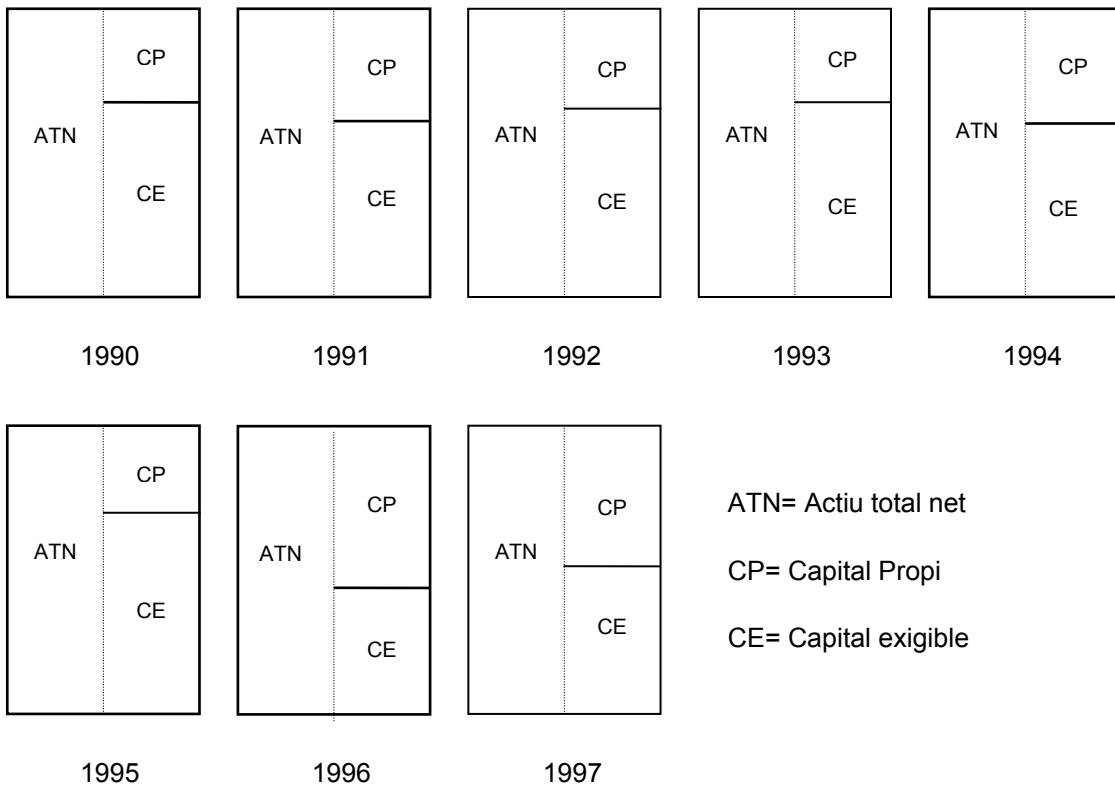 CP CP CP CP CP
ATN ATN ATN ATN ATN
CE CE CE CE CE
1990 1991 1992 1993 1994
CP CP CP
ATN= Actiu total net
ATN ATN ATN
CP= Capital Propi
CE CE CE
CE= Capital exigible
1995 1996 1997